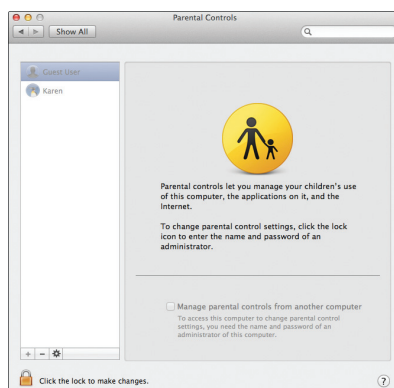 Parental Controls
Show All
Guest User
Karen
Parental controls let you manage your children's use
of this computer, the applications on it, and the
Internet.
To change parental control settings, click the lock
icon to enter the name and password of an
administrator.
Manage parental controls from another computer
To access this computer to change parental control
settings, you need the name and password of an
administrator of this computer.
+ −
Click the lock to make changes.
?